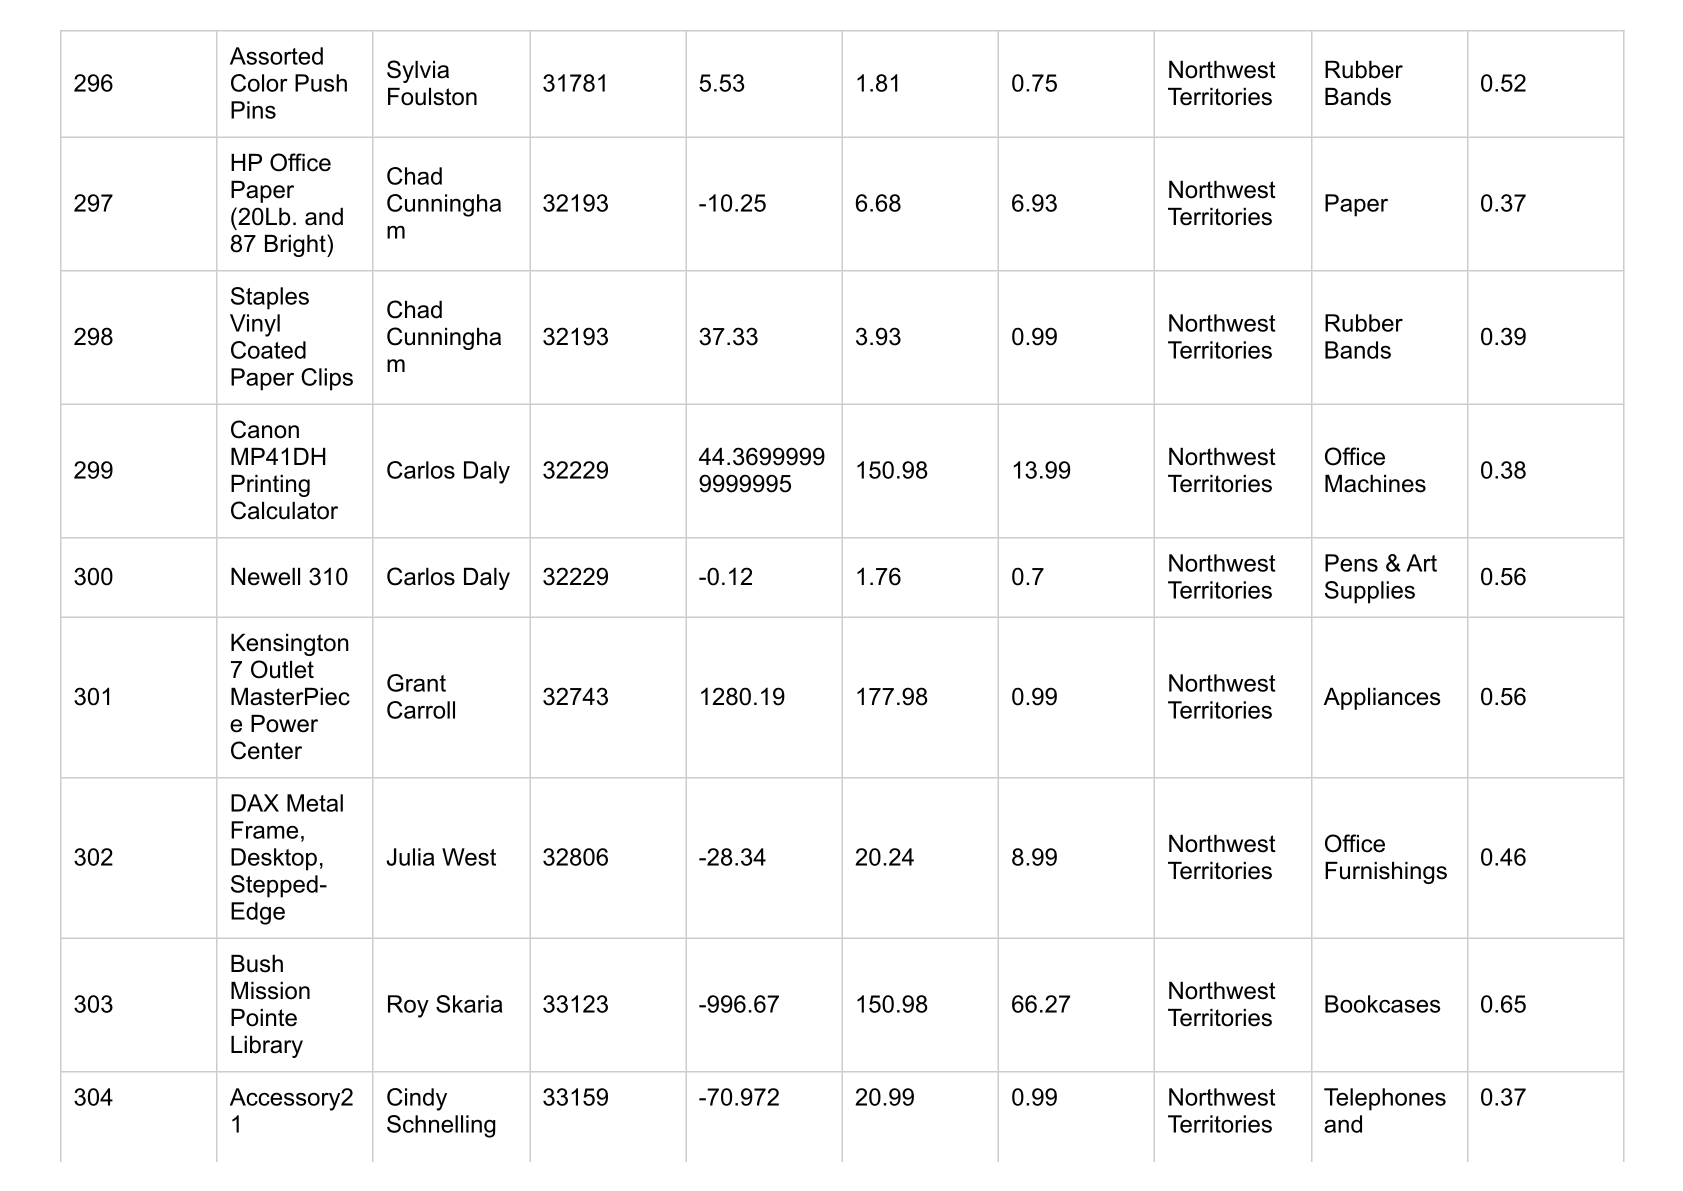 296
Assorted
Color Push
Pins
Sylvia
Foulston
31781
5.53
1.81
0.75
Northwest
Territories
Rubber
Bands
0.52
297
HP Office
Paper
(20Lb. and
87 Bright)
Chad
Cunningha
m
32193
-10.25
6.68
6.93
Northwest
Territories
Paper
0.37
298
Staples
Vinyl
Coated
Paper Clips
Chad
Cunningha
m
32193
37.33
3.93
0.99
Northwest
Territories
Rubber
Bands
0.39
299
Canon
MP41DH
Printing
Calculator
Carlos Daly
32229
44.3699999
9999995
150.98
13.99
Northwest
Territories
Office
Machines
0.38
300
Newell 310
Carlos Daly
32229
-0.12
1.76
0.7
Northwest
Territories
Pens & Art
Supplies
0.56
301
Kensington
7 Outlet
MasterPiec
e Power
Center
Grant
Carroll
32743
1280.19
177.98
0.99
Northwest
Territories
Appliances
0.56
302
DAX Metal
Frame,
Desktop,
Stepped-
Edge
Julia West
32806
-28.34
20.24
8.99
Northwest
Territories
Office
Furnishings
0.46
303
Bush
Mission
Pointe
Library
Roy Skaria
33123
-996.67
150.98
66.27
Northwest
Territories
Bookcases
0.65
304
Accessory2
1
Cindy
Schnelling
33159
-70.972
20.99
0.99
Northwest
Territories
Telephones
and
0.37